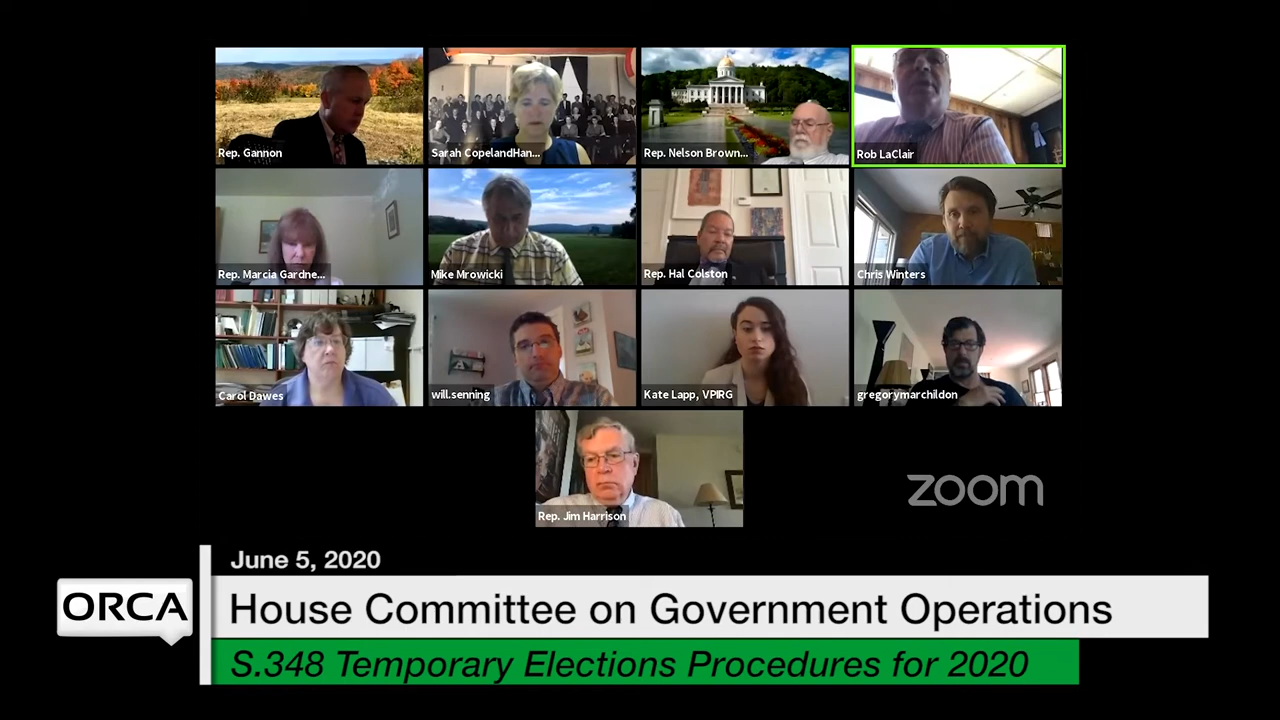 Rep. Gannon
Sarah CopelandHan...
Rep. Nelson Brown...
Rob LaClair
Rep. Marcia Gardne...
Mike Mrowicki
Rep. Hal Colston
Chris Winters
Carol Dawes
will.senning
Kate Lapp, VPIRG
gregorymarchildon
Rep. Jim Harrison
zoom
June 5, 2020
ORCA
House Committee on Government Operations
S.348 Temporary Elections Procedures for 2020